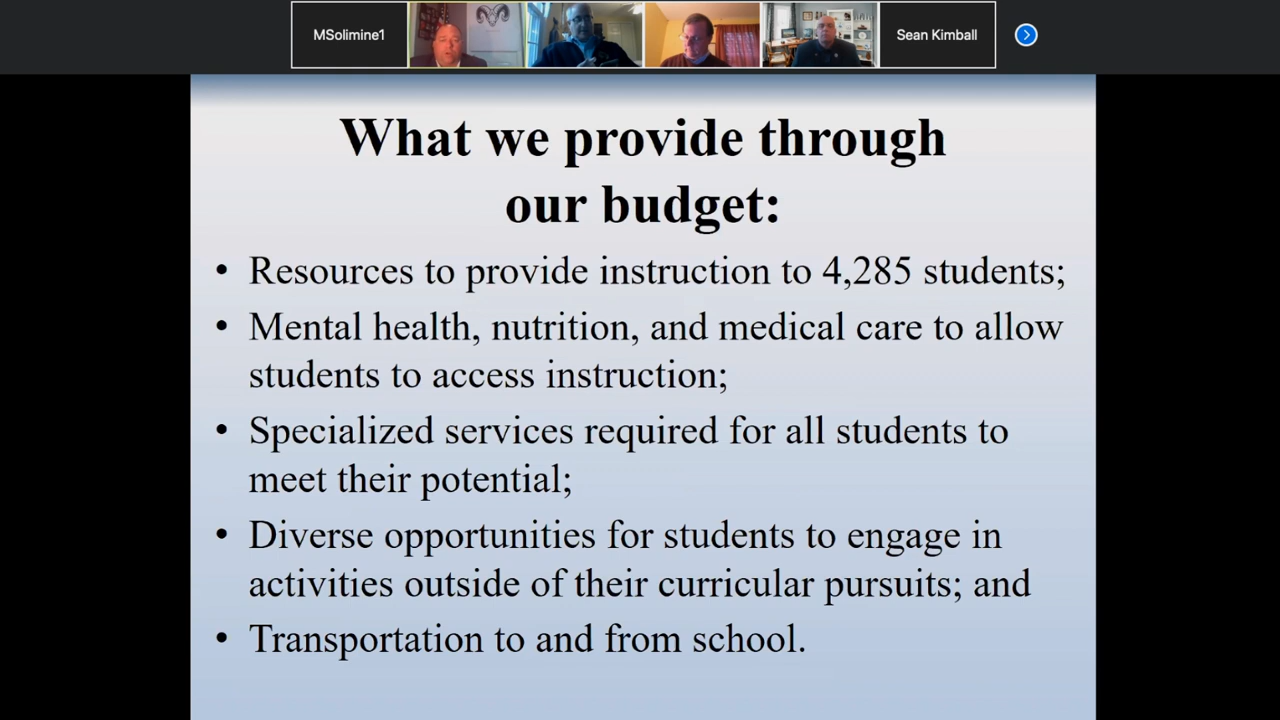 MSolimine1
Sean Kimball
What we provide through
our budget:
• Resources to provide instruction to 4,285 students;
• Mental health, nutrition, and medical care to allow
students to access instruction;
• Specialized services required for all students to
meet their potential;
• Diverse opportunities for students to engage in
activities outside of their curricular pursuits; and
• Transportation to and from school.